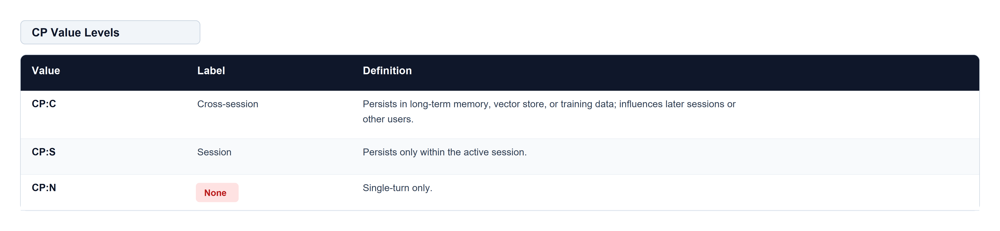 CP Value Levels
Value Label Definition
CP:C Cross-session Persists in long-term memory, vector store, or training data; influences later sessions or
other users.
CP:S Session Persists only within the active session.
CP:N None Single-turn only.